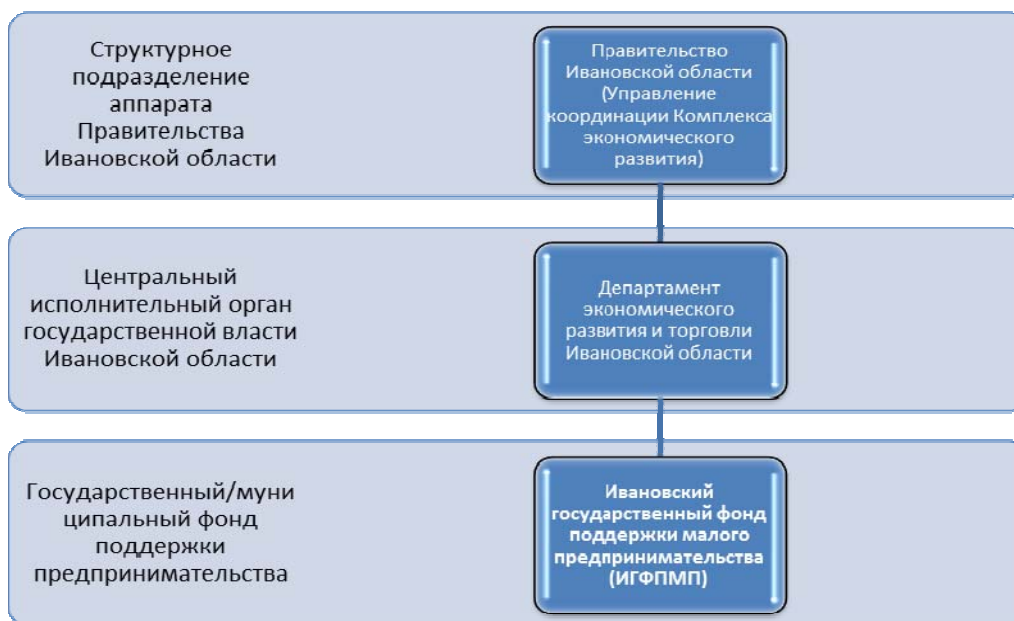 Структурное
подразделение
аппарата
Правительства
Ивановской области
Правительство
Ивановской области
(Управление
координации Комплекса
экономического
развития)
Центральный
исполнительный орган
государственной власти
Ивановской области
Департамент
экономического
развития и торговли
Ивановской области
Государственный/муни
ципальный фонд
поддержки
предпринимательства
Ивановский
государственный фонд
поддержки малого
предпринимательства
(ИГФПМП)